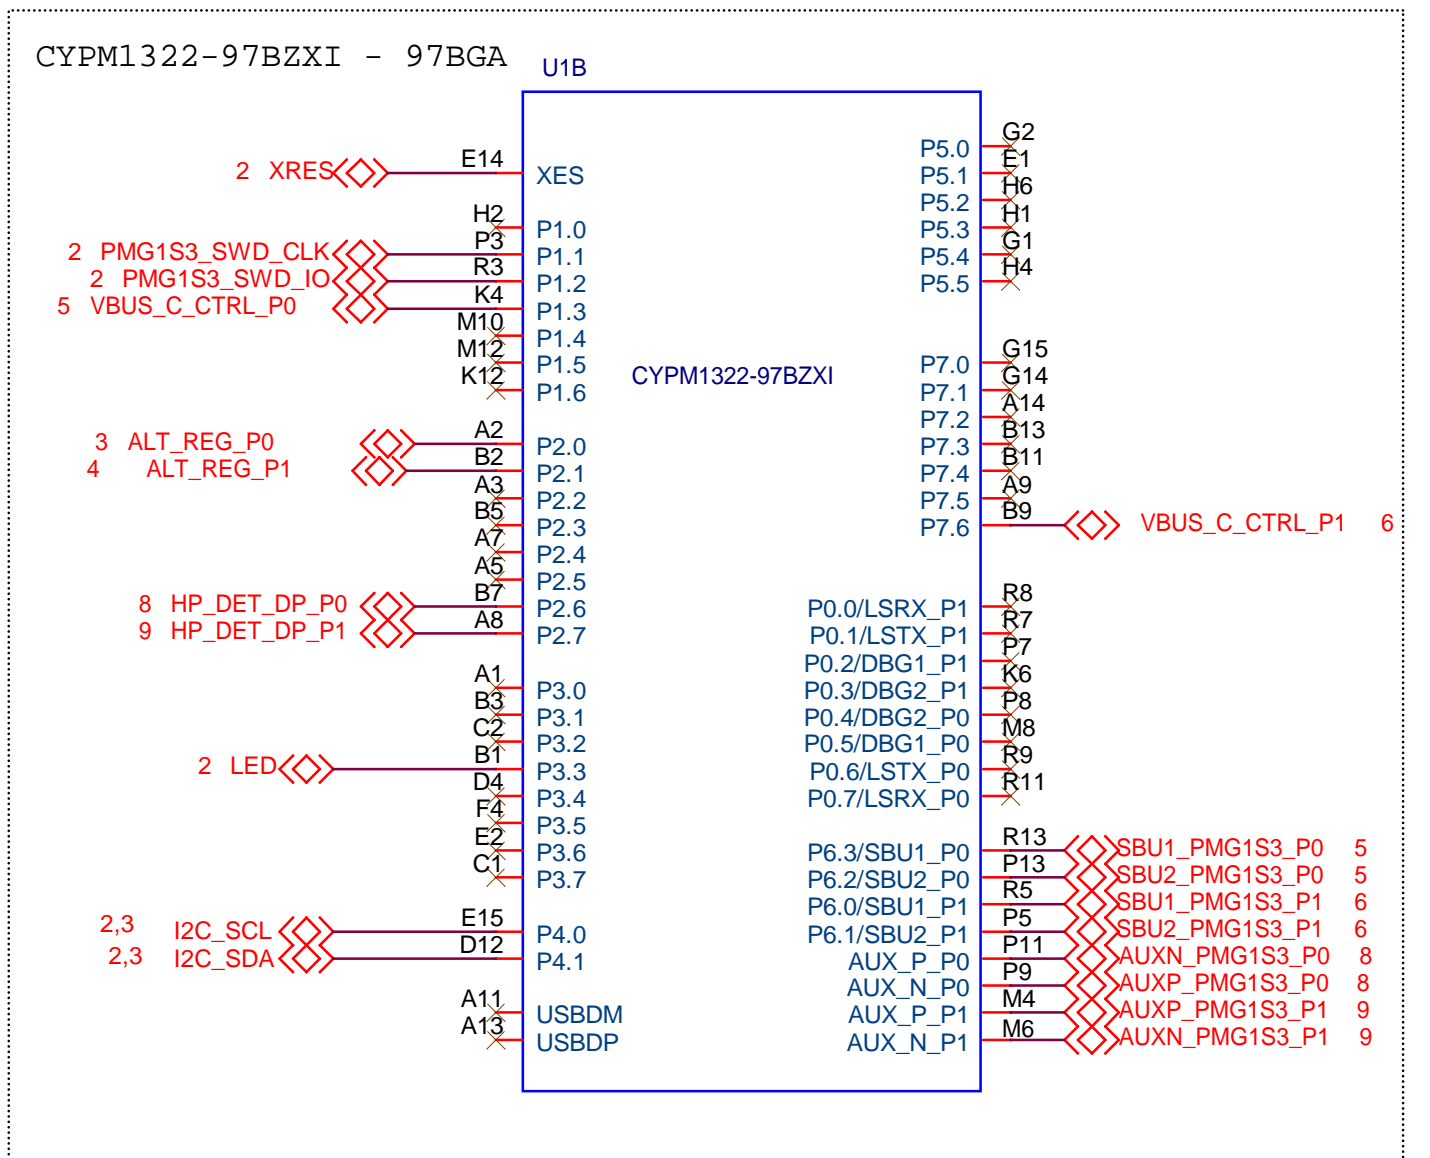 CYPM1322-97BZXI - 97BGA
U1B
CYPM1322-97BZXI
2 XRES E14 XES
H2 P1.0
2 PMG1S3_SWD_CLK P3 P1.1
2 PMG1S3_SWD_IO R3 P1.2
5 VBUS_C_CTRL_P0 K4 P1.3
M10 P1.4
M12 P1.5
K12 P1.6
3 ALT_REG_P0 A2 P2.0
4 ALT_REG_P1 B2 P2.1
A3 P2.2
B5 P2.3
A7 P2.4
A5 P2.5
8 HP_DET_DP_P0 B7 P2.6
9 HP_DET_DP_P1 A8 P2.7
A1 P3.0
B3 P3.1
C2 P3.2
2 LED B1 P3.3
D4 P3.4
F4 P3.5
E2 P3.6
C1 P3.7
2,3 I2C_SCL E15 P4.0
2,3 I2C_SDA D12 P4.1
A11 USBDM
A13 USBDP
P5.0 G2
P5.1 E1
P5.2 H6
P5.3 H1
P5.4 G1
P5.5 H4
P7.0 G15
P7.1 G14
P7.2 A14
P7.3 B13
P7.4 B11
P7.5 A9
P7.6 B9 VBUS_C_CTRL_P1 6
P0.0/LSRX_P1 R8
P0.1/LSTX_P1 R7
P0.2/DBG1_P1 P7
P0.3/DBG2_P1 K6
P0.4/DBG2_P0 P8
P0.5/DBG1_P0 M8
P0.6/LSTX_P0 R9
P0.7/LSRX_P0 R11
P6.3/SBU1_P0 R13 SBU1_PMG1S3_P0 5
P6.2/SBU2_P0 P13 SBU2_PMG1S3_P0 5
P6.0/SBU1_P1 R5 SBU1_PMG1S3_P1 6
P6.1/SBU2_P1 P5 SBU2_PMG1S3_P1 6
AUX_P_P0 P11 AUXN_PMG1S3_P0 8
AUX_N_P0 P9 AUXP_PMG1S3_P0 8
AUX_P_P1 M4 AUXP_PMG1S3_P1 9
AUX_N_P1 M6 AUXN_PMG1S3_P1 9